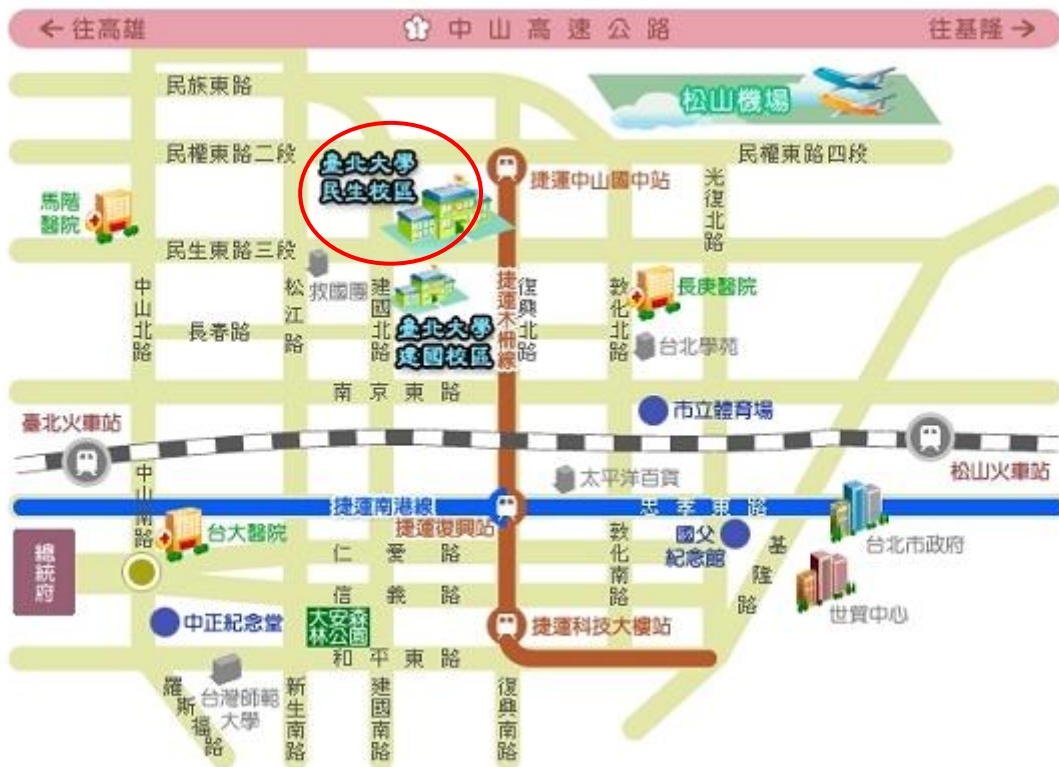 ←往高雄
1 中山高速公路
往基隆→
民族東路
松山機場
民權東路二段
臺北大學
民生校區
捷運中山國中站
民權東路四段
光復北路
馬階
醫院
民生東路三段
救國團
中山北路
松江路
建國北路
捷運木柵線
復興北路
敦化北路
長庚醫院
長春路
臺北大學
建國校區
台北學苑
南京東路
市立體育場
臺北火車站
松山火車站
中山南路
太平洋百貨
捷運南港線
忠孝東路
捷運復興站
台大醫院
國父
紀念館
台北市政府
總統府
仁愛路
敦化南路
基隆路
信義路
世貿中心
中正紀念堂
大安森
林公園
捷運科技大樓站
和平東路
台灣師範
大學
羅斯福路
新生南路
建國南路
復興南路